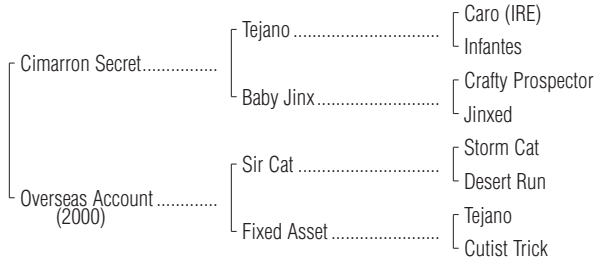 Caro (IRE)
Tejano
Infantes
Cimarron Secret
Crafty Prospector
Baby Jinx
Jinxed
Storm Cat
Sir Cat
Desert Run
Overseas Account
(2000)
Tejano
Fixed Asset
Cutist Trick